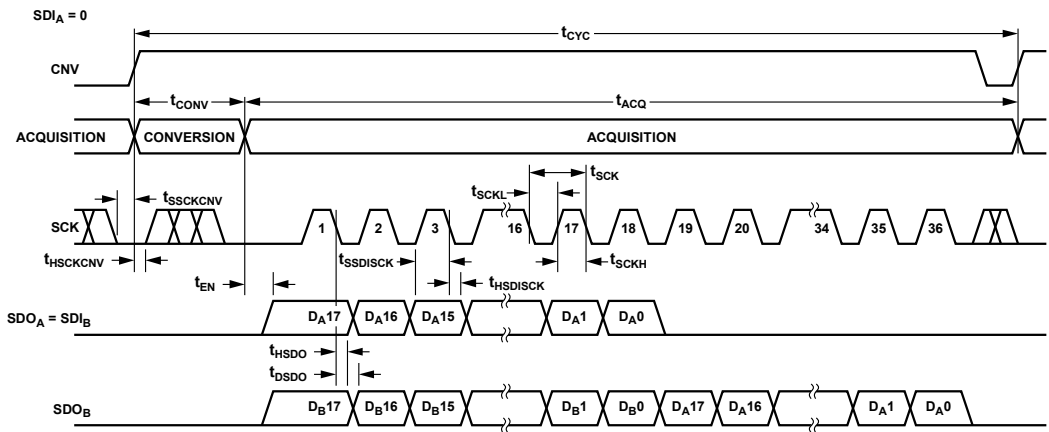 SDIA = 0
tCYC
CNV
tCONV
tACQ
ACQUISITION
CONVERSION
ACQUISITION
tSCK
tSCKL
tSSCKCNV
SCK
1
2
3
16
17
18
19
20
34
35
36
tHSCKCNV
tSSDISCK
tSCKH
tEN
tHSDISCK
SDOA = SDIB
DA17
DA16
DA15
DA1
DA0
tHSDO
tDSDO
SDOB
DB17
DB16
DB15
DB1
DB0
DA17
DA16
DA1
DA0